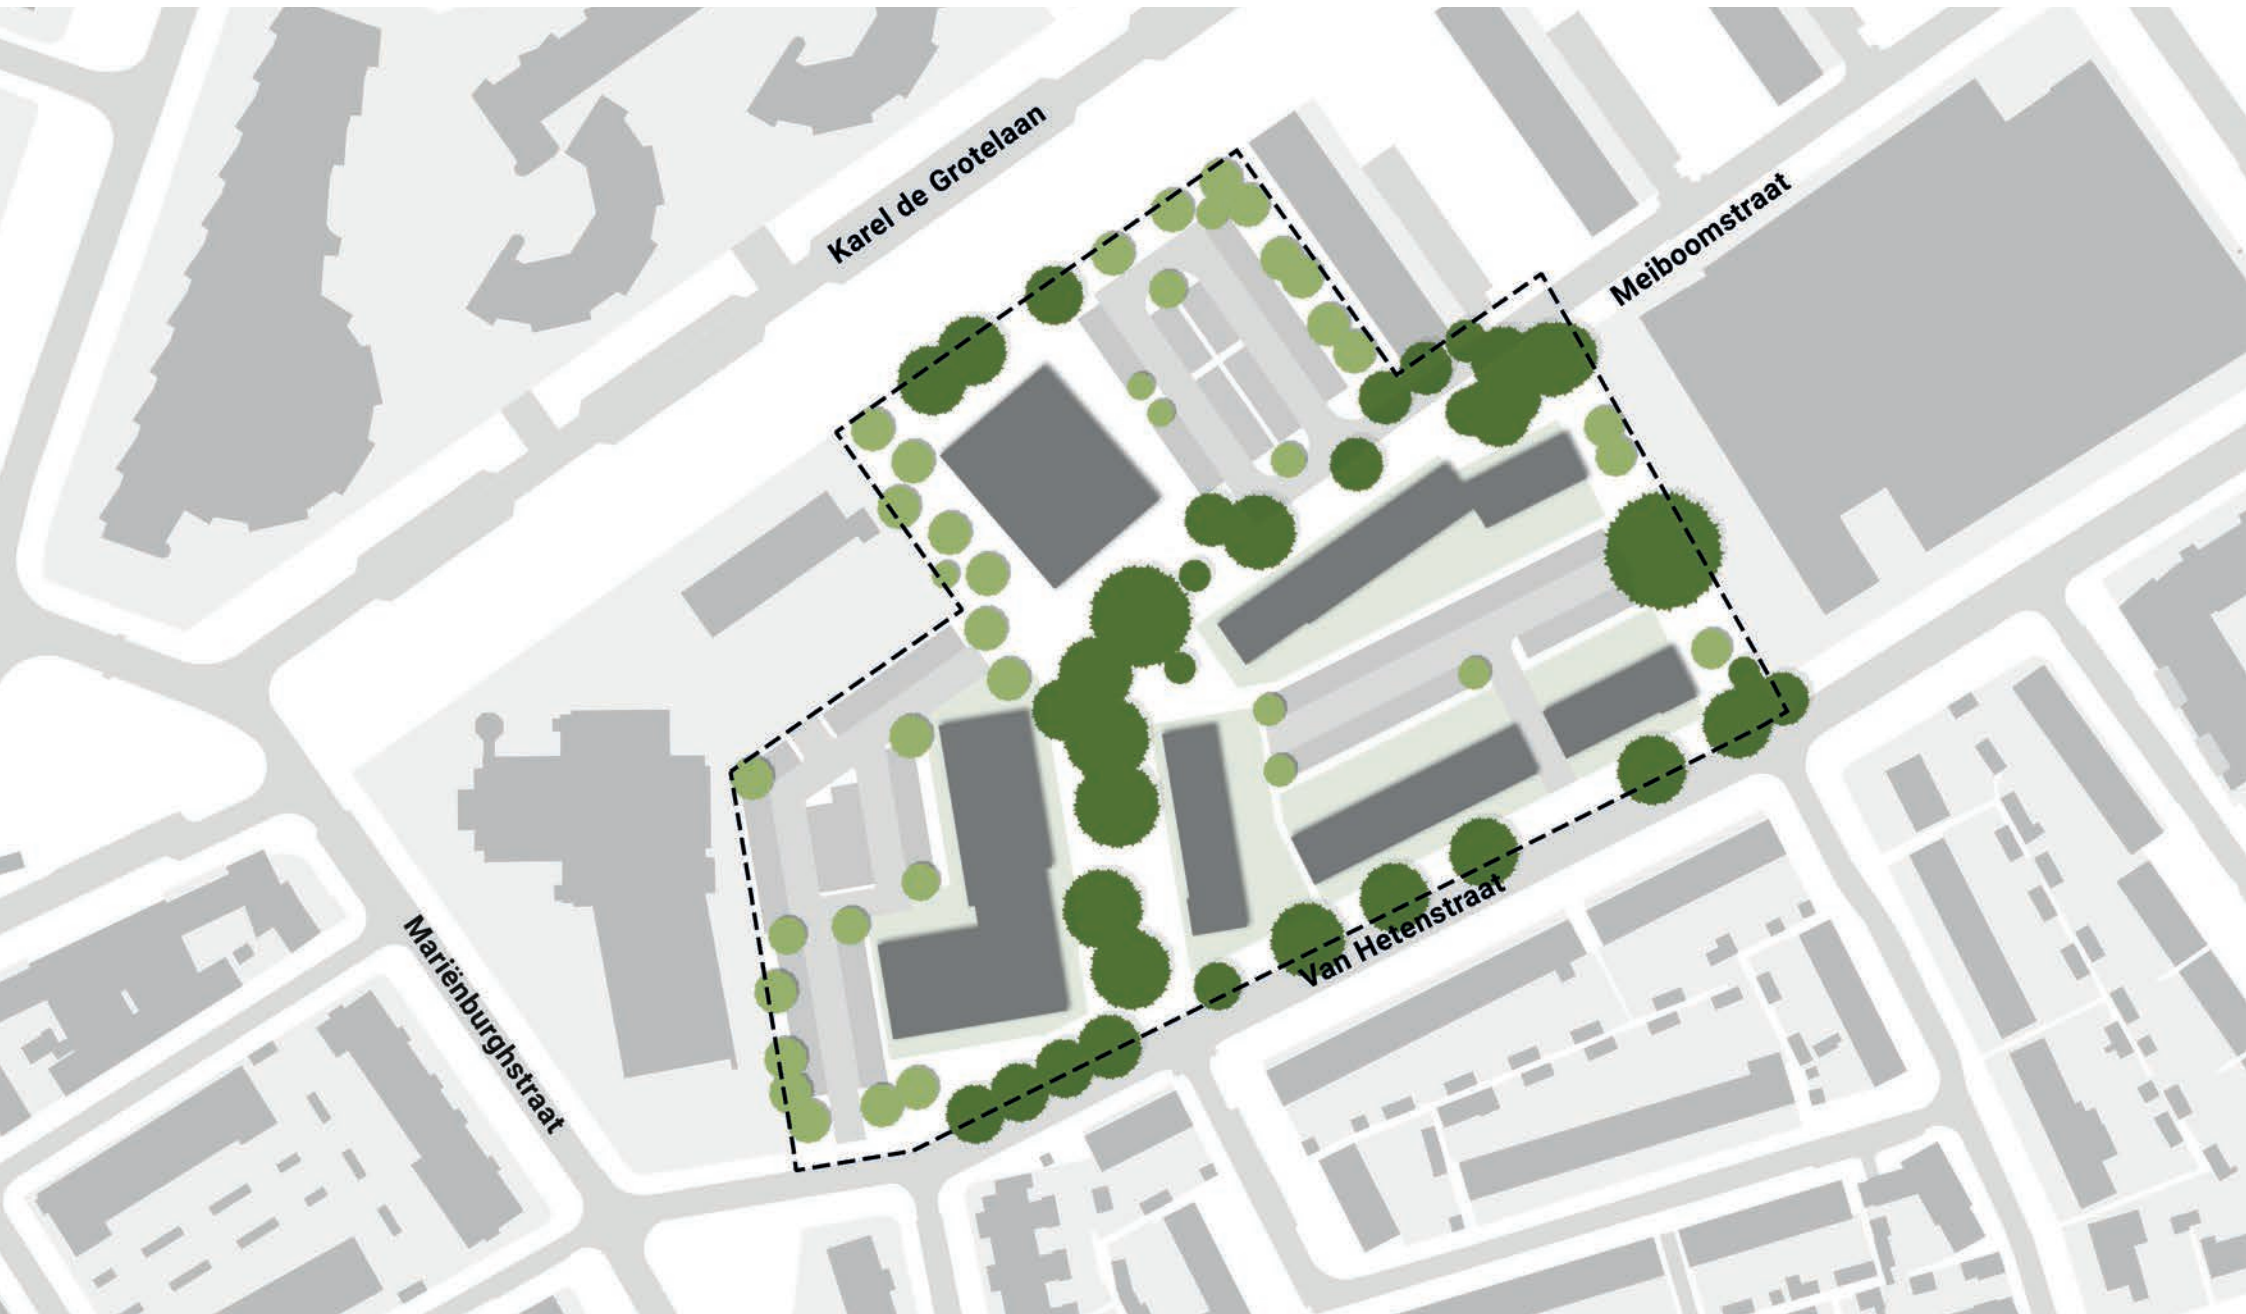 Karel de Grotelaan
Meiboomstraat
Mariënburghstraat
Van Hetenstraat